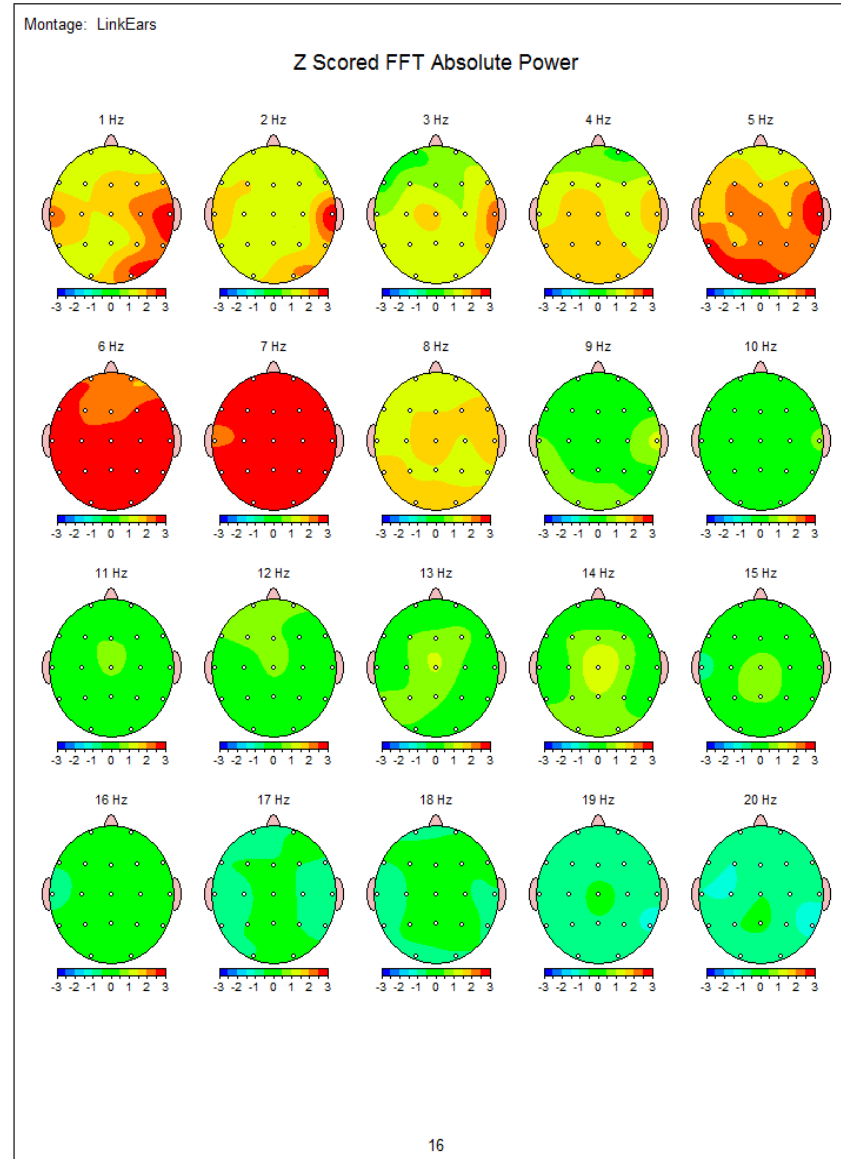 Montage: LinkEars
Z Scored FFT Absolute Power
1 Hz 2 Hz 3 Hz 4 Hz 5 Hz
-3 -2 -1 0 1 2 3 -3 -2 -1 0 1 2 3 -3 -2 -1 0 1 2 3 -3 -2 -1 0 1 2 3 -3 -2 -1 0 1 2 3
6 Hz 7 Hz 8 Hz 9 Hz 10 Hz
-3 -2 -1 0 1 2 3 -3 -2 -1 0 1 2 3 -3 -2 -1 0 1 2 3 -3 -2 -1 0 1 2 3 -3 -2 -1 0 1 2 3
11 Hz 12 Hz 13 Hz 14 Hz 15 Hz
-3 -2 -1 0 1 2 3 -3 -2 -1 0 1 2 3 -3 -2 -1 0 1 2 3 -3 -2 -1 0 1 2 3 -3 -2 -1 0 1 2 3
16 Hz 17 Hz 18 Hz 19 Hz 20 Hz
-3 -2 -1 0 1 2 3 -3 -2 -1 0 1 2 3 -3 -2 -1 0 1 2 3 -3 -2 -1 0 1 2 3 -3 -2 -1 0 1 2 3
16